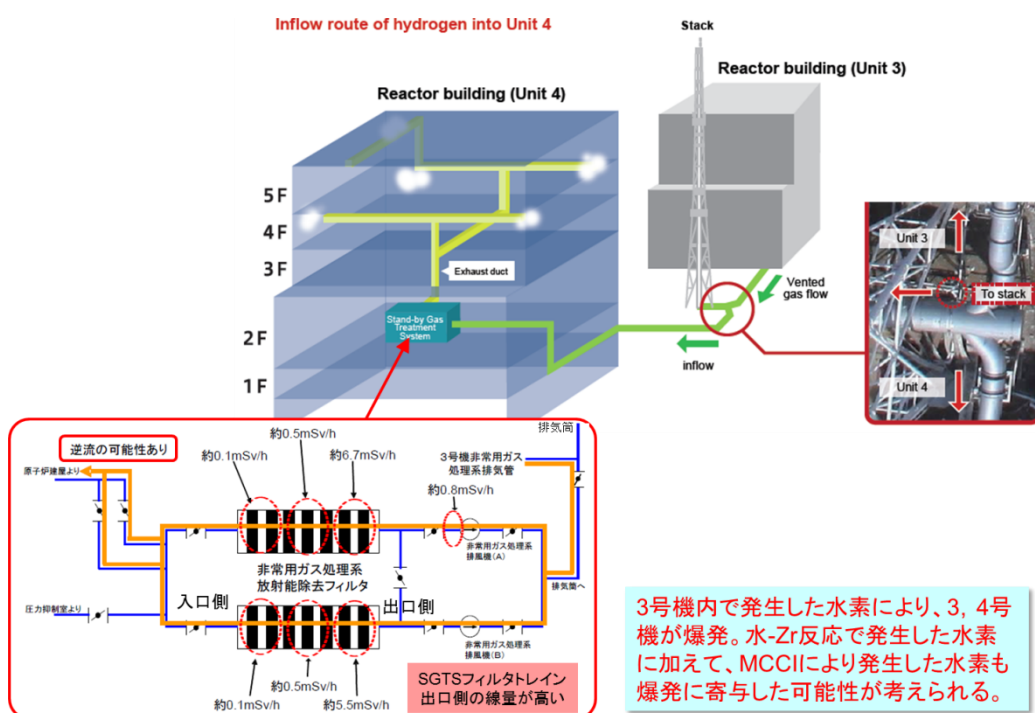 Inflow route of hydrogen into Unit 4
Stack
Reactor building (Unit 3)
Reactor building (Unit 4)
5F
4F
3F
2F
1F
Exhaust duct
Stand-by Gas
Treatment
System
Vented
gas flow
inflow
Unit 3
To stack
Unit 4
逆流の可能性あり
原子炉建屋より
約0.1mSv/h
約0.5mSv/h
約6.7mSv/h
排気筒
3号機非常用ガス
処理系排気管
約0.8mSv/h
非常用ガス処理系
排風機(A)
非常用ガス処理系
放射能除去フィルタ
排気筒へ
圧力抑制室より
入口側
出口側
非常用ガス処理系
排風機(B)
約0.1mSv/h
約0.5mSv/h
約5.5mSv/h
SGTSフィルタトレイン
出口側の線量が高い
3号機内で発生した水素により、3, 4号
機が爆発。水-Zr反応で発生した水素
に加えて、MCCIにより発生した水素も
爆発に寄与した可能性が考えられる。